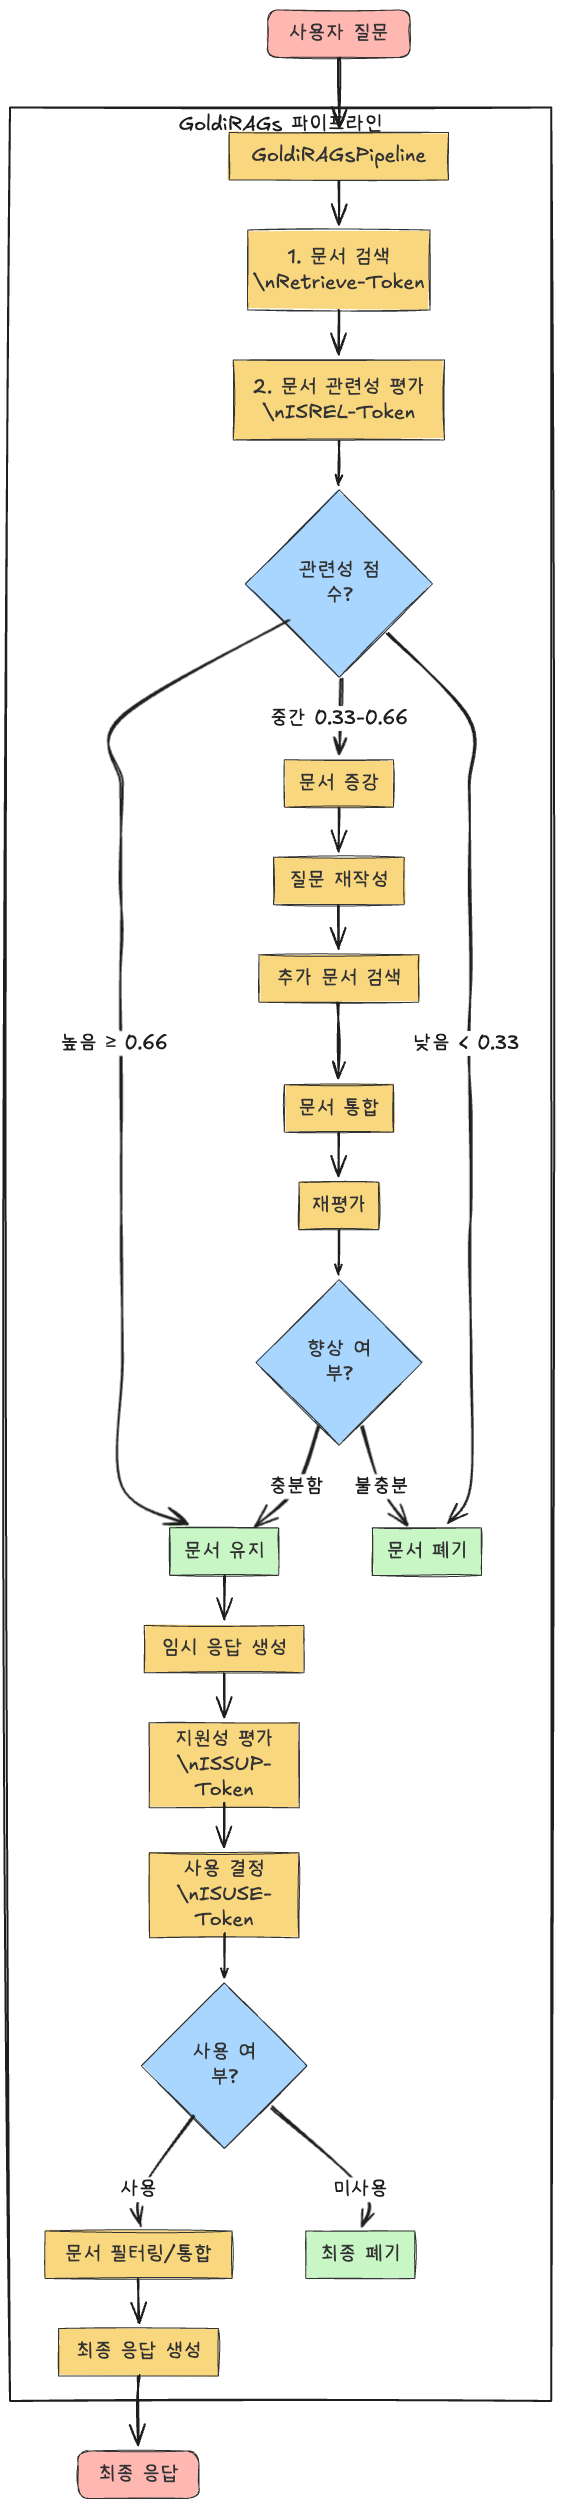 사용자 질문
GoldiRAGs 파이프라인
GoldiRAGsPipeline
1. 문서 검색
\nRetrieve-Token
2. 문서 관련성 평가
\nISREL-Token
관련성 점
수?
중간 0.33-0.66
문서 증강
질문 재작성
추가 문서 검색
높음 ≥ 0.66
낮음 < 0.33
문서 통합
재평가
향상 여
부?
충분함
불충분
문서 유지
문서 폐기
임시 응답 생성
지원성 평가
\nISSUP-
Token
사용 결정
\nISUSE-
Token
사용 여
부?
사용
미사용
문서 필터링/통합
최종 폐기
최종 응답 생성
최종 응답